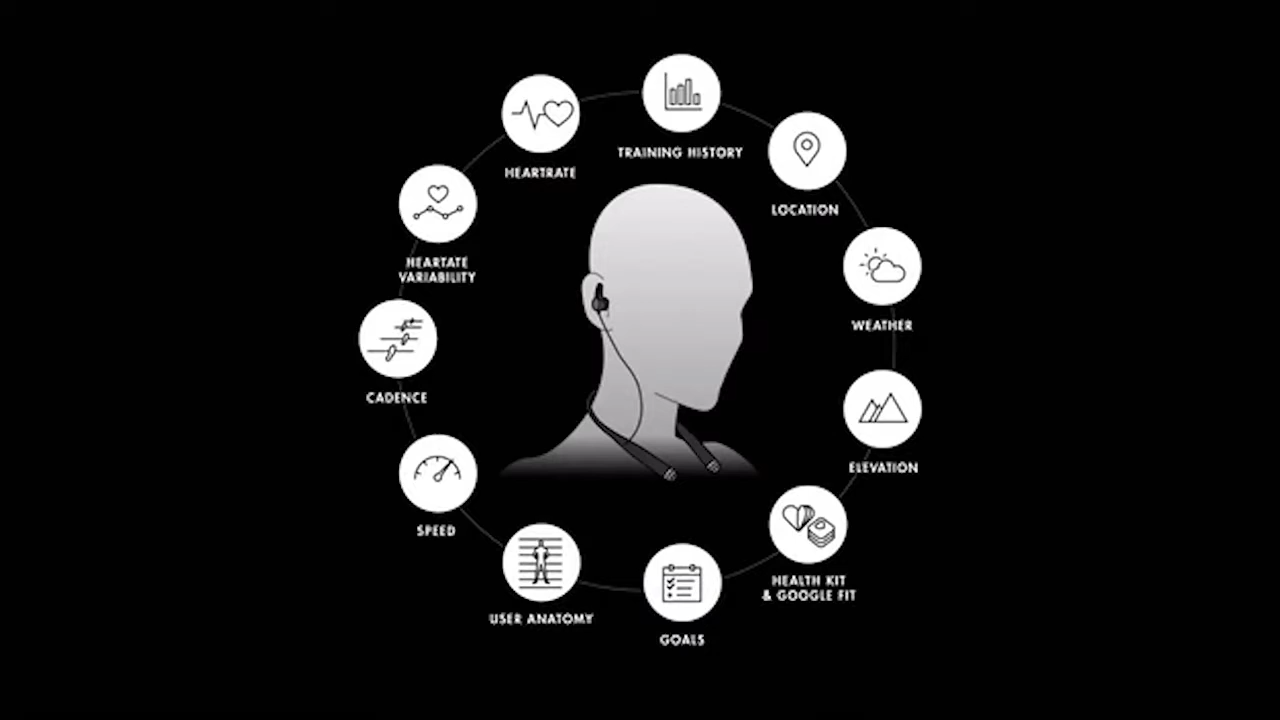 TRAINING HISTORY
HEARTRATE
LOCATION
HEARTATE
VARIABILITY
WEATHER
CADENCE
ELEVATION
SPEED
HEALTH KIT
& GOOGLE FIT
USER ANATOMY
GOALS